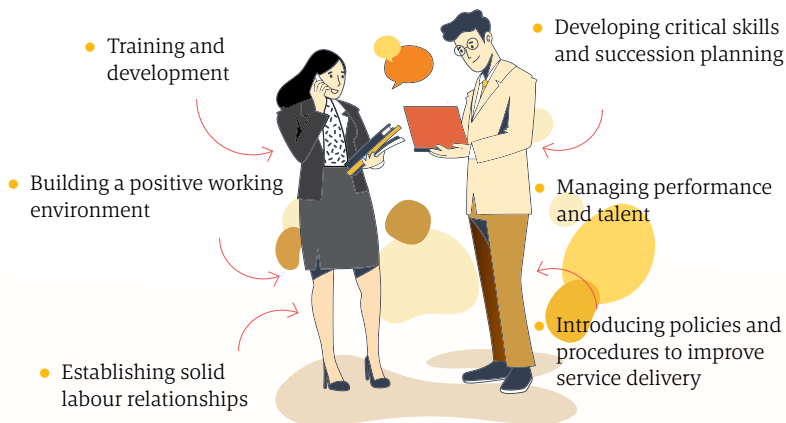 Training and
development
Building a positive working
environment
Establishing solid
labour relationships
Developing critical skills
and succession planning
Managing performance
and talent
Introducing policies and
procedures to improve
service delivery